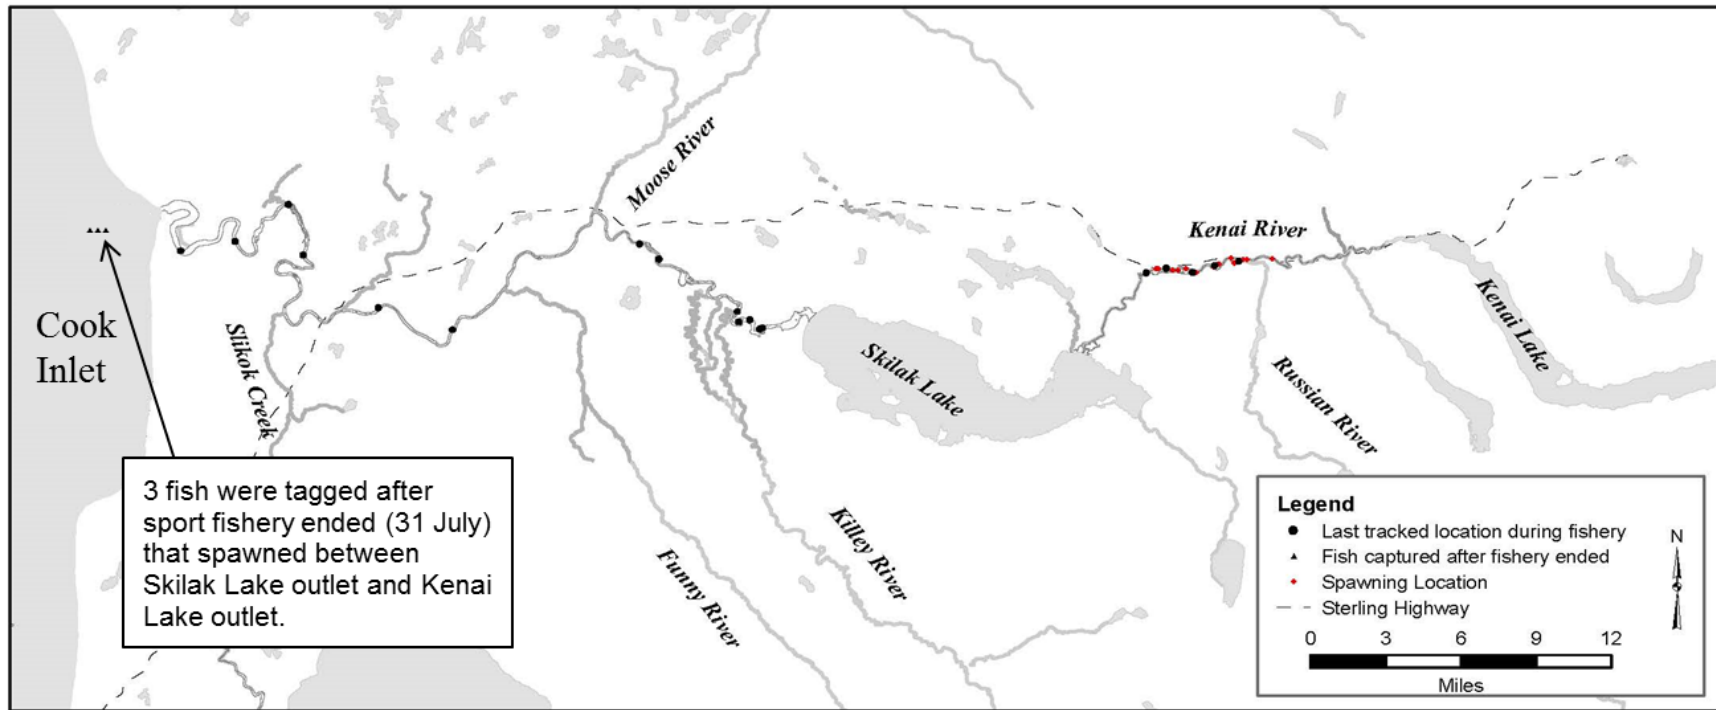 Moose River
Kenai River
Cook
Inlet
Slikok Creek
Skilak Lake
Kenai Lake
Russian River
Killey River
Funny River
3 fish were tagged after
sport fishery ended (31 July)
that spawned between
Skilak Lake outlet and Kenai
Lake outlet.
Legend
Last tracked location during fishery
Fish captured after fishery ended
Spawning Location
Sterling Highway
N
0 3 6 9 12
Miles